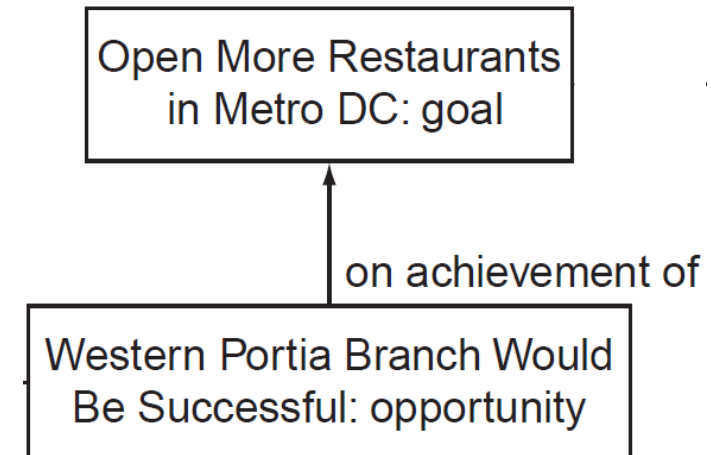 Open More Restaurants
in Metro DC: goal
on achievement of
Western Portia Branch Would
Be Successful: opportunity